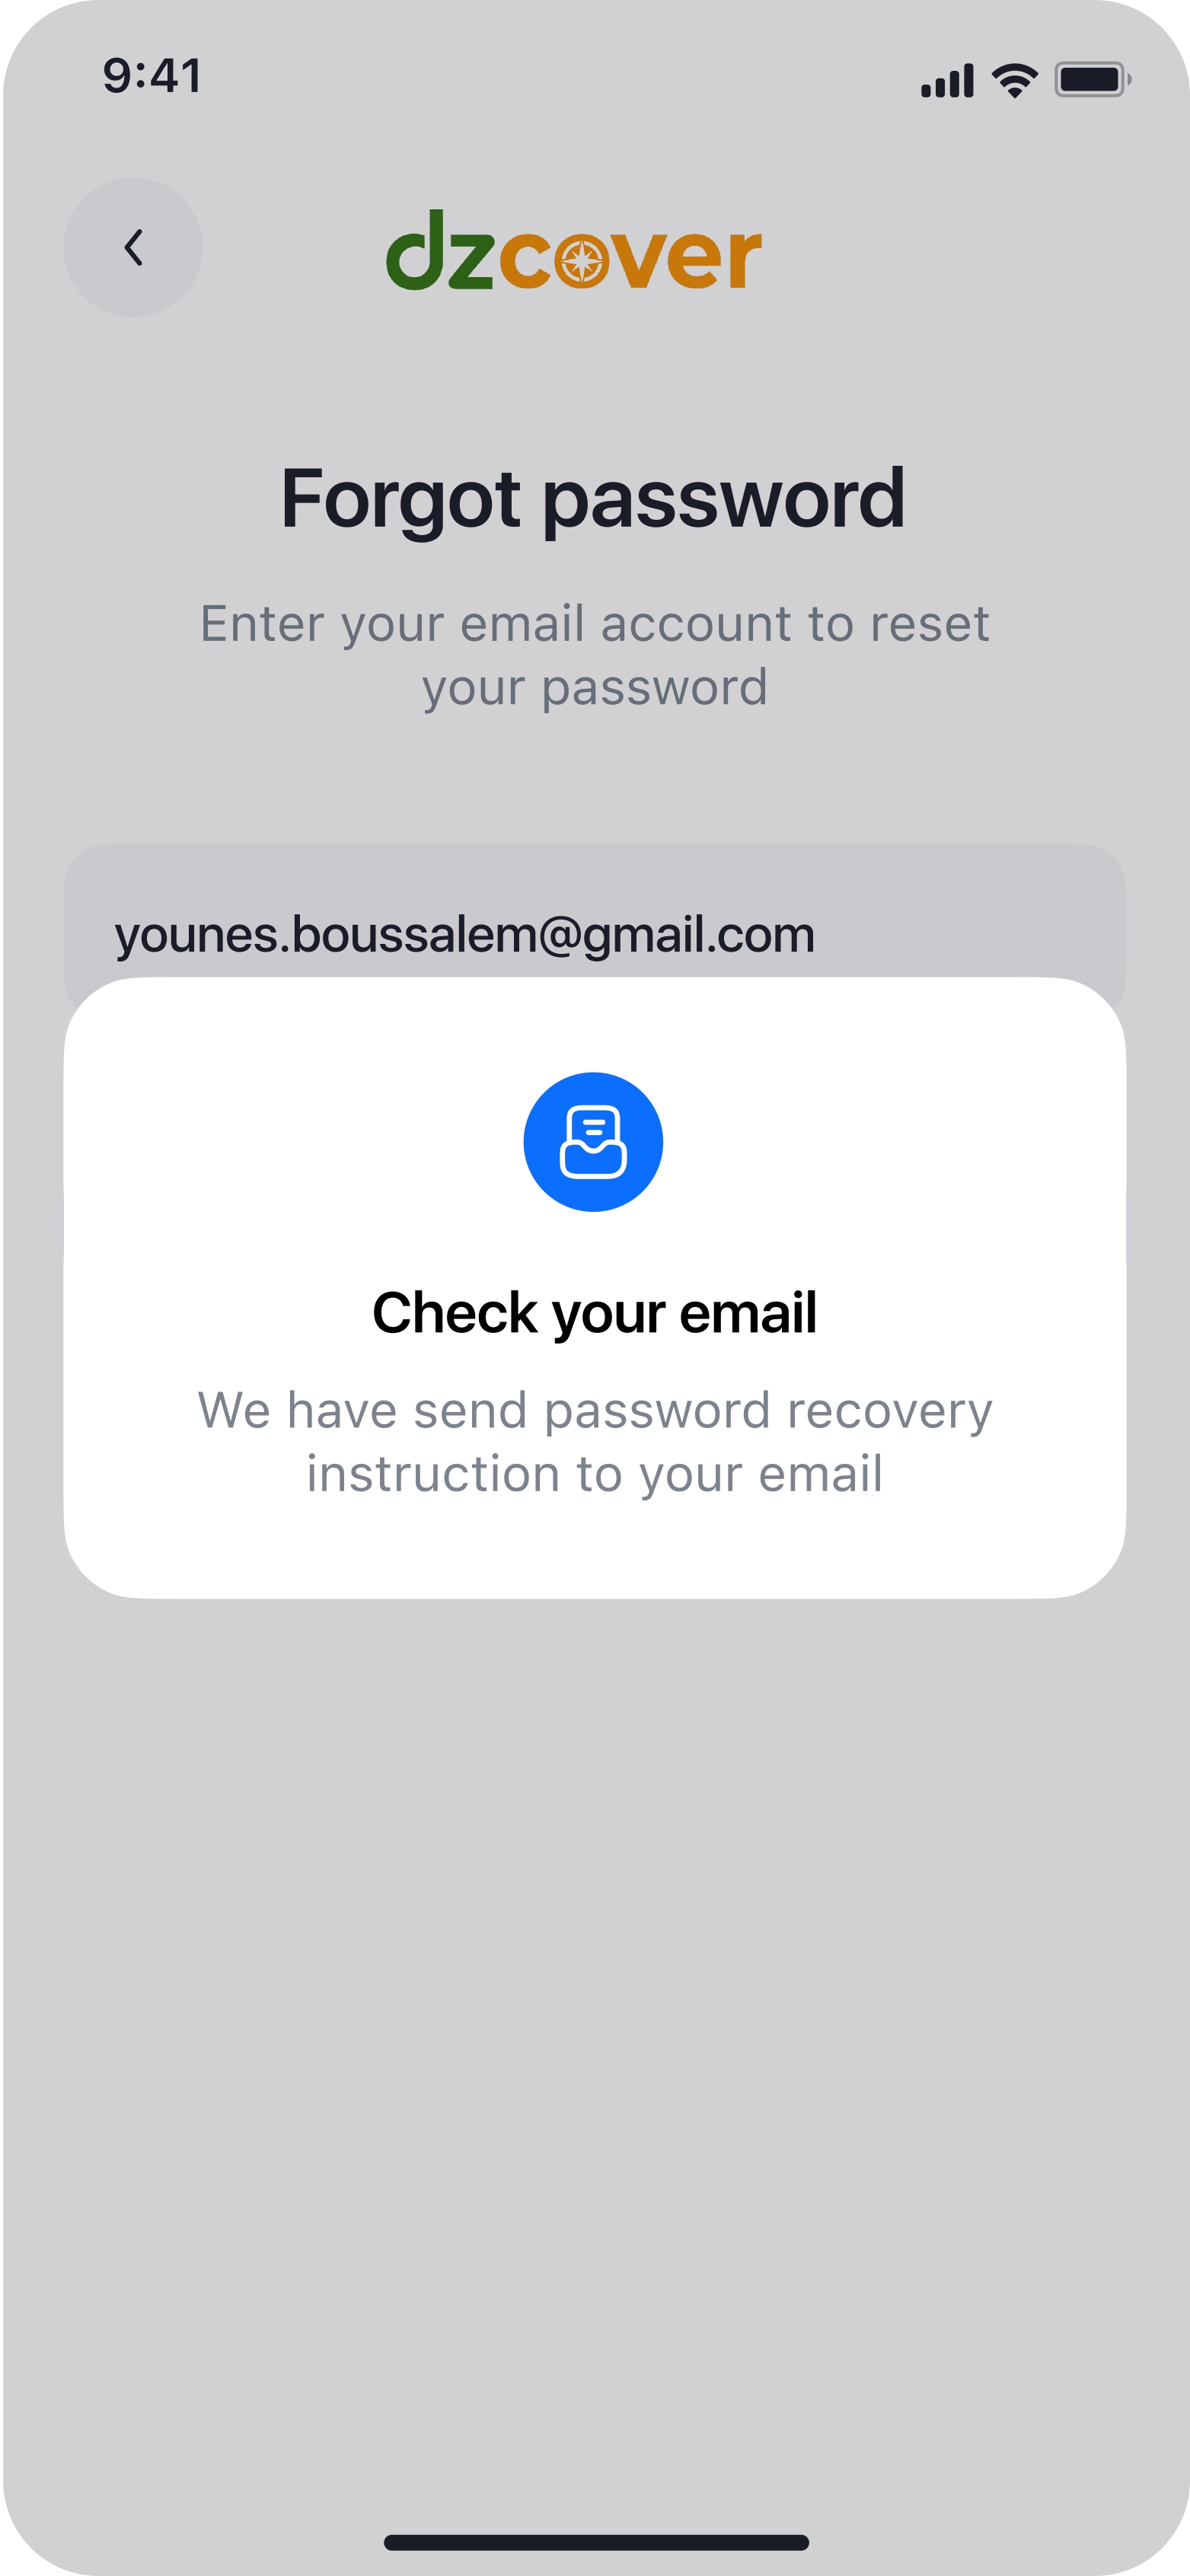 9:41
dzcover
Forgot password
Enter your email account to reset
your password
younes.boussalem@gmail.com
Check your email
We have send password recovery
instruction to your email